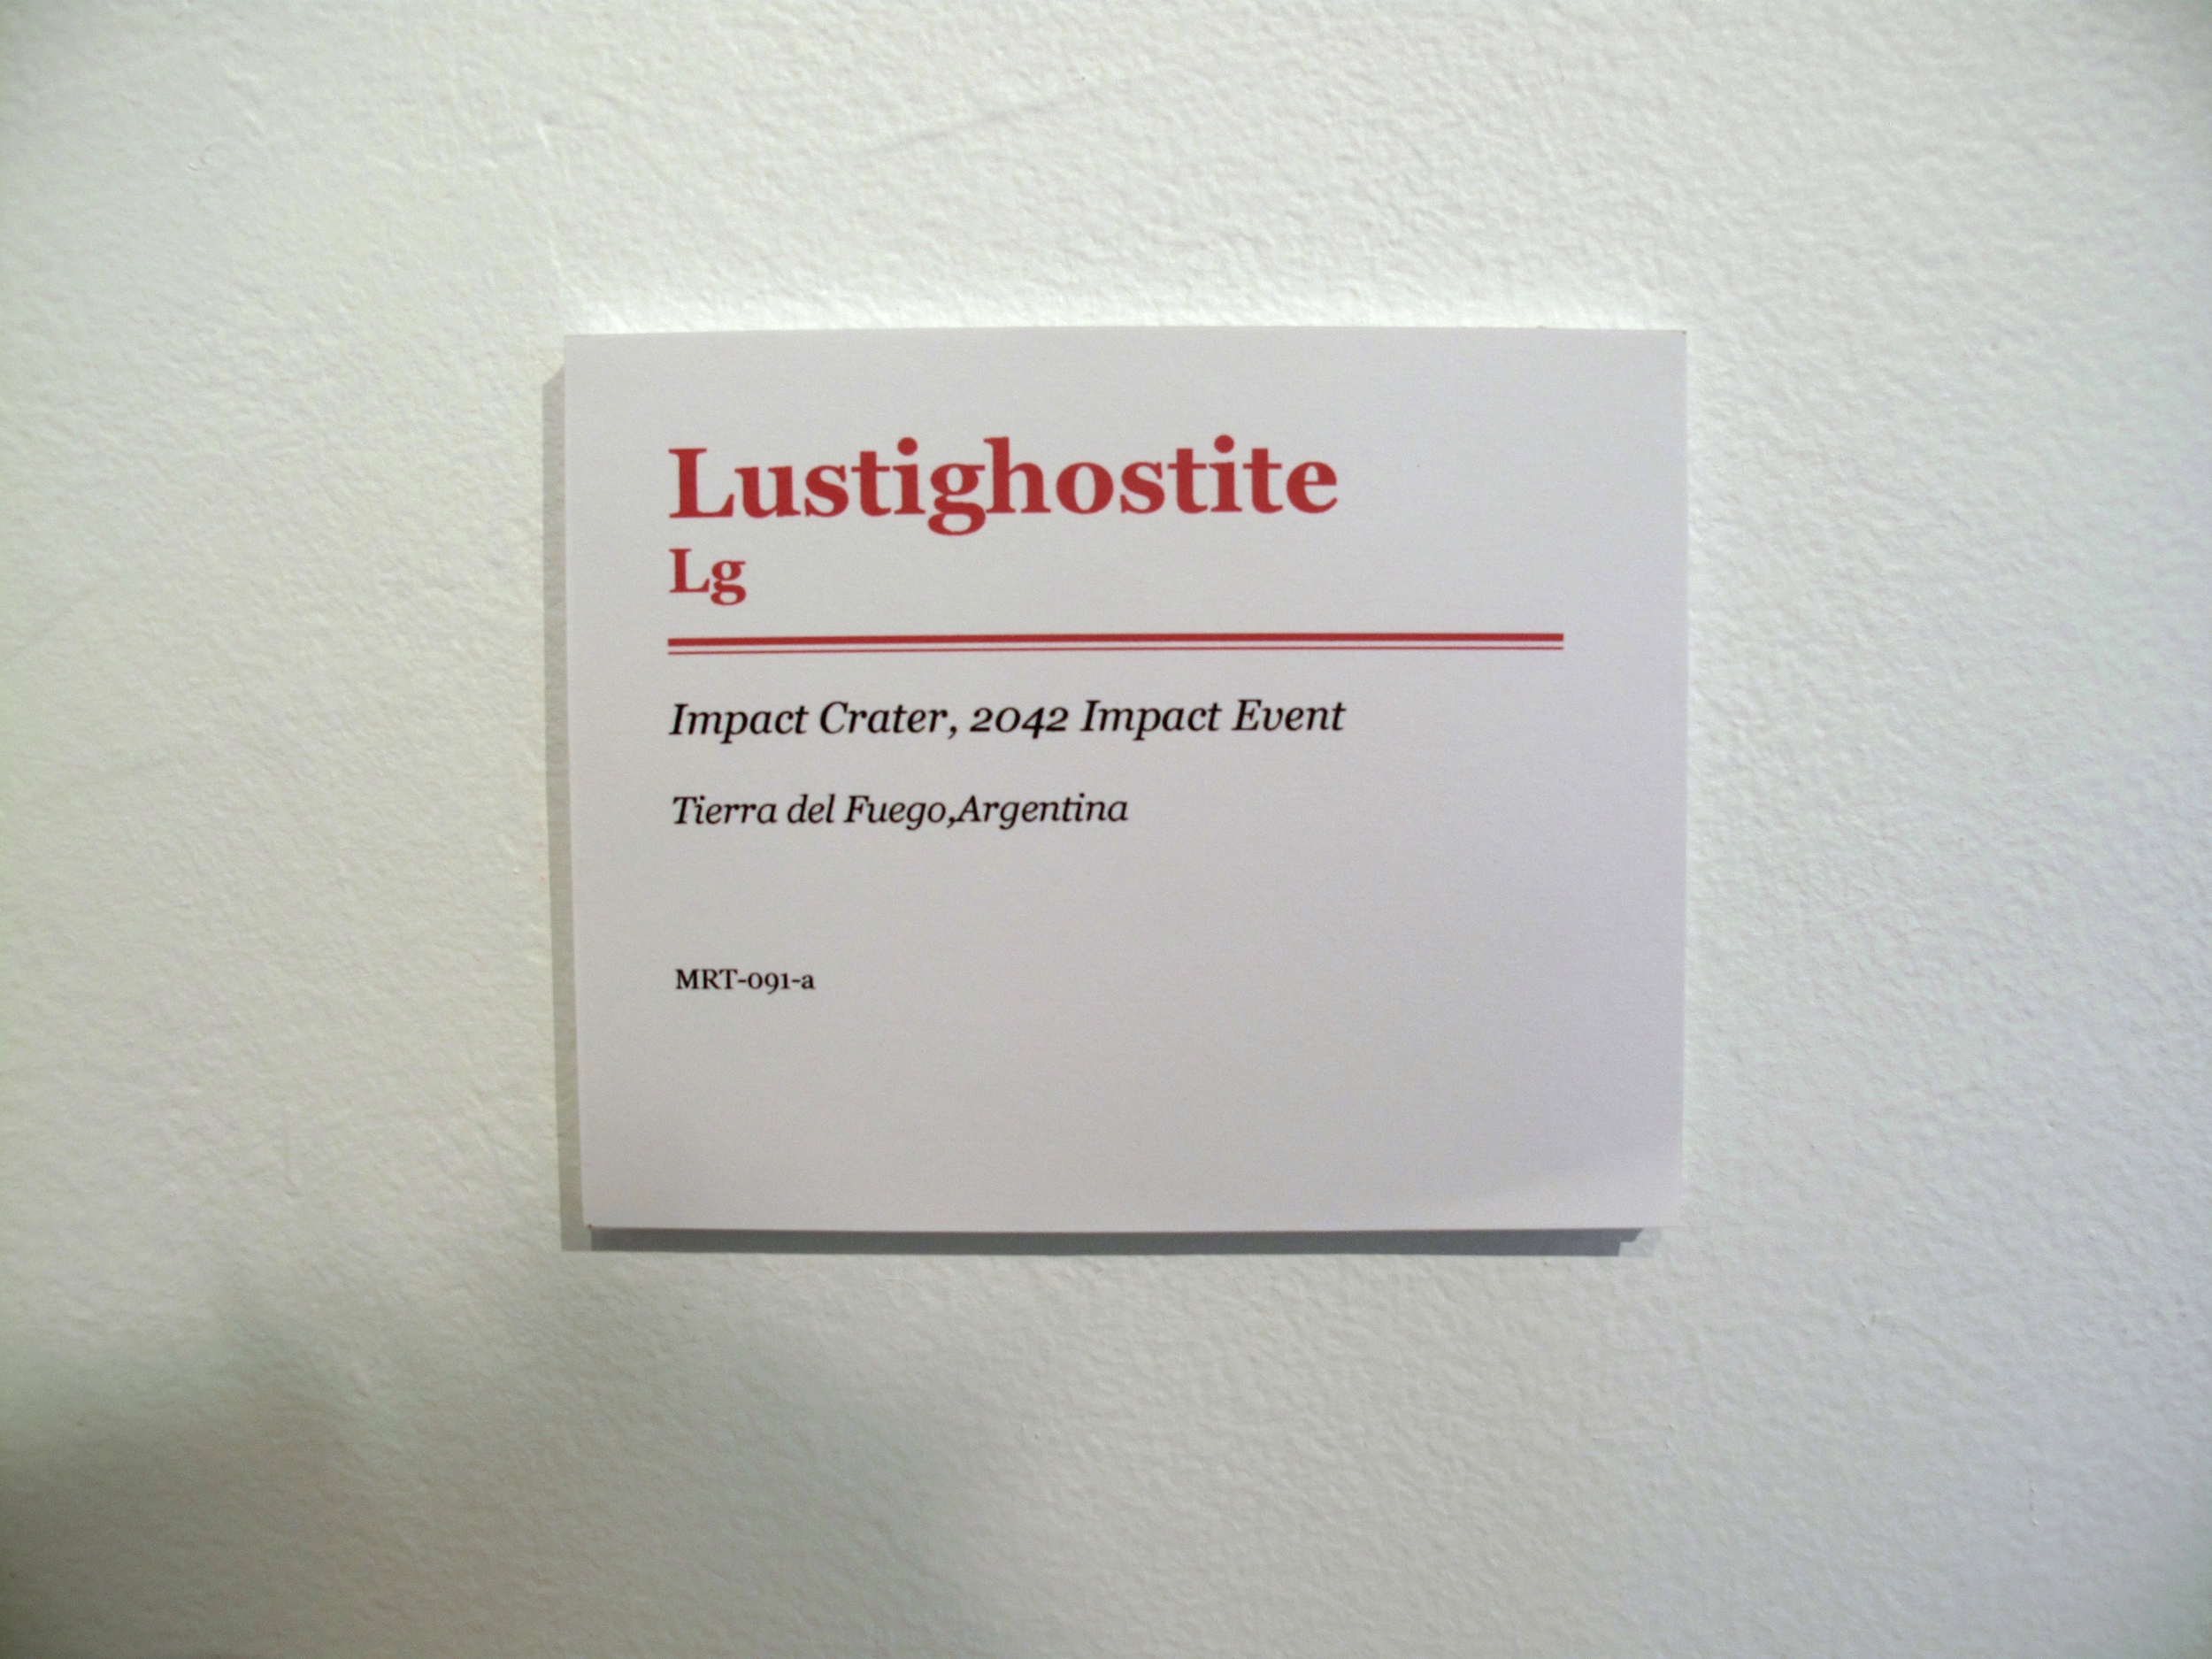 Lustighostite
Lg
Impact Crater, 2042 Impact Event
Tierra del Fuego,Argentina
MRT-091-a